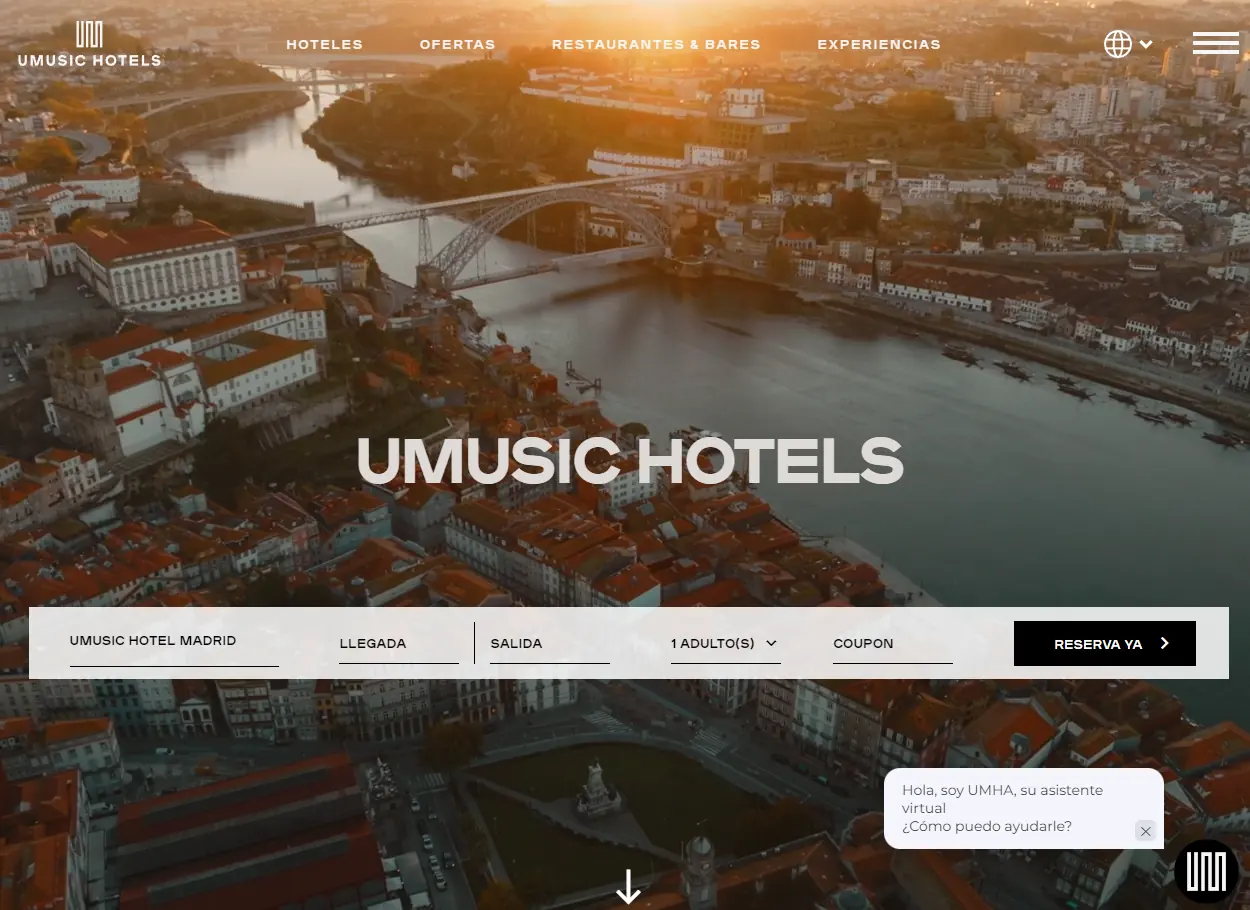 UMUSIC HOTELS
HOTELES
OFERTAS
RESTAURANTES & BARES
EXPERIENCIAS
UMUSIC HOTELS
UMUSIC HOTEL MADRID
LLEGADA
SALIDA
1 ADULTO(S)
COUPON
RESERVA YA
Hola, soy UMHA, su asistente
virtual
¿Cómo puedo ayudarle?